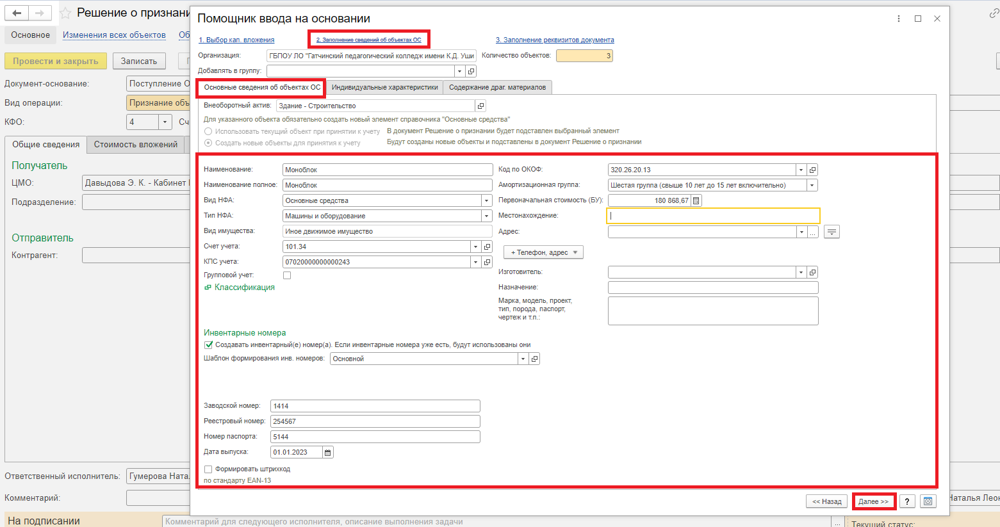 Решение о признани
Основное
Изменения всех объектов
Об
Провести и закрыть
Записать
Документ-основание:
Поступление О
Вид операции:
Признание объ
КФО:
4
Сч
Общие сведения
Стоимость вложений
Получатель
ЦМО:
Давыдова Э. К. - Кабинет
Подразделение:
Отправитель
Контрагент:
Ответственный исполнитель:
Гумерова Натал
Комментарий:
На подписании
Комментарий для следующего исполнителя, описание выполнения задачи
...
Текущий статус:
Наталья Леон
Помощник ввода на основании
1. Выбор кап. вложения
2. Заполнение сведений об объектах ОС
3. Заполнение реквизитов документа
Организация:
ГБПОУ ЛО "Гатчинский педагогический колледж имени К.Д. Уши
Количество объектов:
3
Добавлять в группу:
Основные сведения об объектах ОС
Индивидуальные характеристики
Содержание драг. материалов
Внеоборотный актив:
Здание - Строительство
Для указанного объекта обязательно создать новый элемент справочника "Основные средства"
Использовать текущий объект при принятии к учету
В документ Решение о признании будет подставлен выбранный элемент
Создать новые объекты для принятия к учету
Будут созданы новые объекты и подставлены в документ Решение о признании
Наименование:
Моноблок
Наименование полное:
Моноблок
Вид НФА:
Основные средства
Тип НФА:
Машины и оборудование
Вид имущества:
Иное движимое имущество
Счет учета:
101.34
КПС учета:
07020000000000243
Групповой учет:
Классификация
Код по ОКОФ:
320.26.20.13
Амортизационная группа:
Шестая группа (свыше 10 лет до 15 лет включительно)
Первоначальная стоимость (БУ):
180 868,67
Местонахождение:
Адрес:
...
+ Телефон, адрес
Изготовитель:
Назначение:
Марка, модель, проект,
тип, порода, паспорт,
чертеж и т.п.:
Инвентарные номера
Создавать инвентарный(е) номер(а). Если инвентарные номера уже есть, будут использованы они
Шаблон формирования инв. номеров:
Основной
Заводской номер:
1414
Реестровый номер:
254567
Номер паспорта:
5144
Дата выпуска:
01.01.2023
Формировать штрихкод
по стандарту EAN-13
<< Назад
Далее >>
?